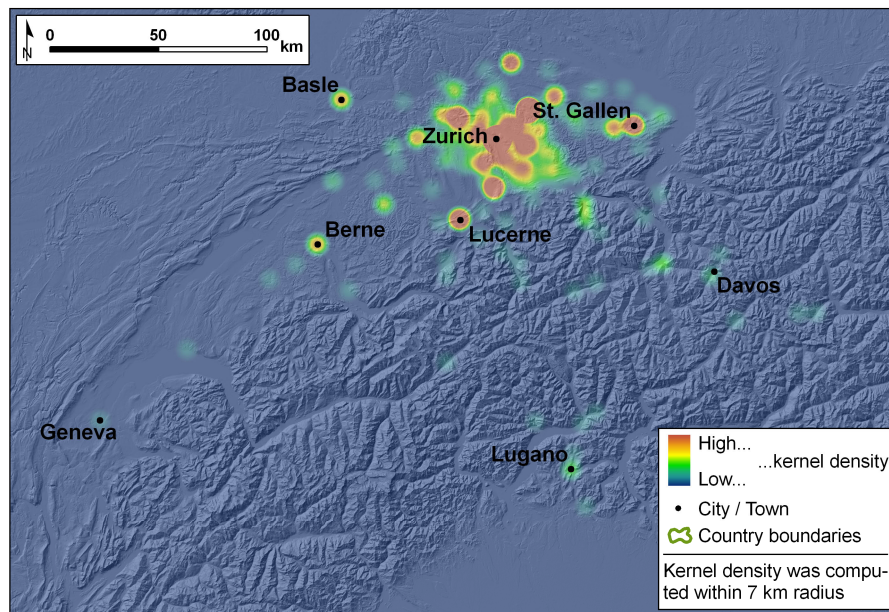 0 50 100
km
N
Basle
St. Gallen
Zurich
Lucerne
Berne
Davos
Geneva
Lugano
High...
...kernel density
Low...
City / Town
Country boundaries
Kernel density was compu-
ted within 7 km radius